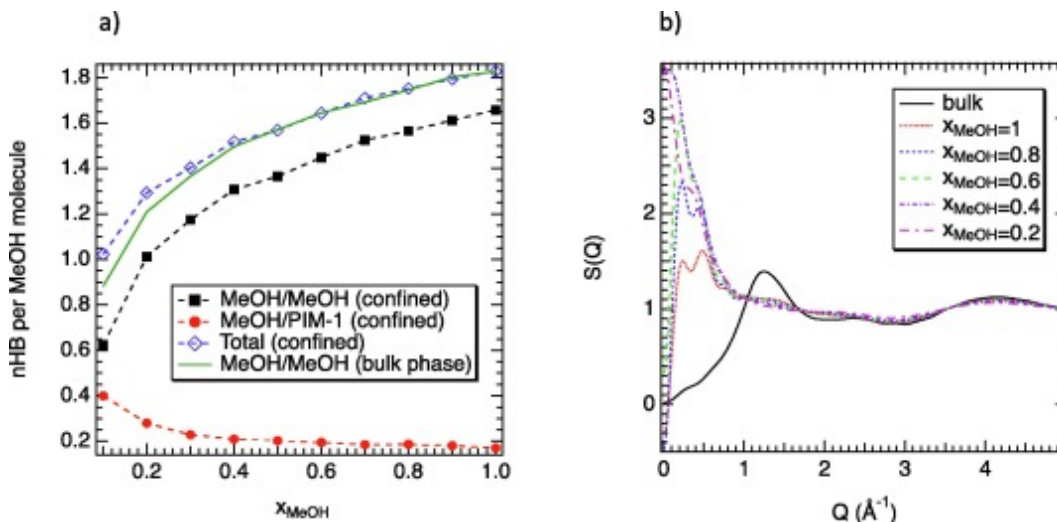 a)
nHB per MeOH molecule
1.8
1.6
1.4
1.2
1.0
0.8
0.6
0.4
0.2
MeOH/MeOH (confined)
MeOH/PIM-1 (confined)
Total (confined)
MeOH/MeOH (bulk phase)
0.2 0.4 0.6 0.8 1.0
xMeOH
b)
S(Q)
3
2
1
0
bulk
xMeOH=1
xMeOH=0.8
xMeOH=0.6
xMeOH=0.4
xMeOH=0.2
0 1 2 3 4
Q (Å-1)